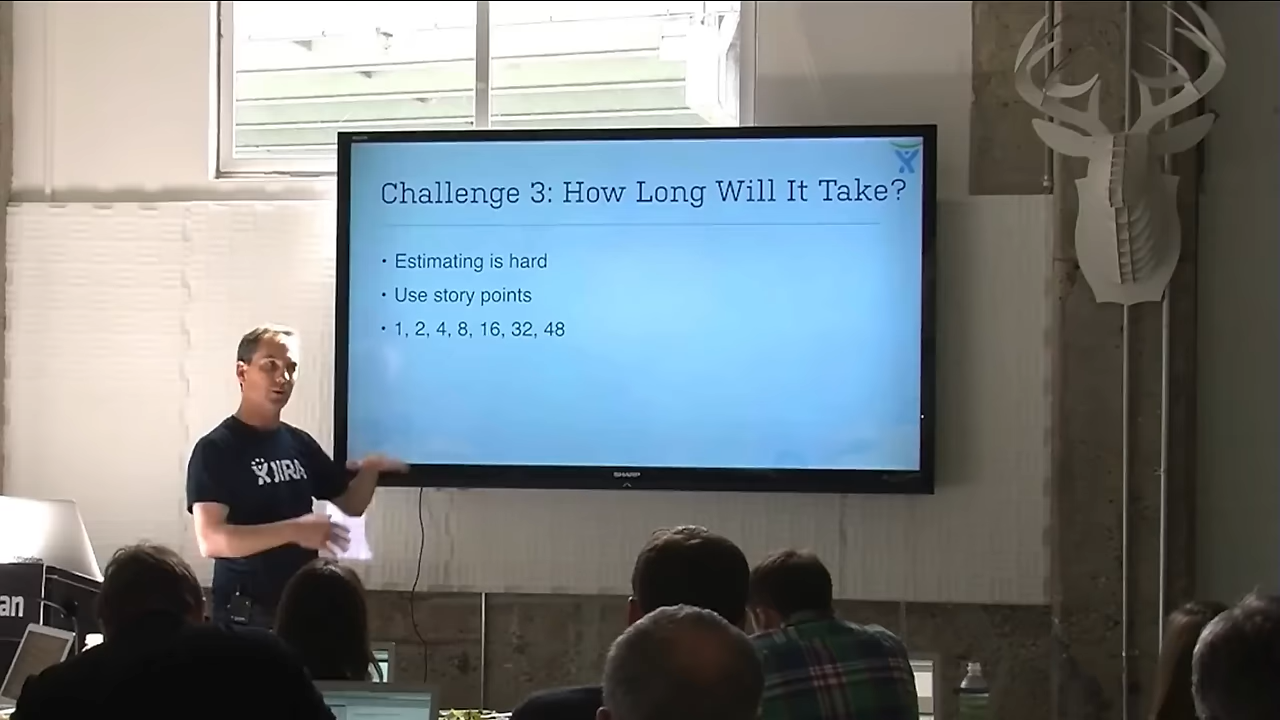 Challenge 3: How Long Will It Take?
• Estimating is hard
• Use story points
• 1, 2, 4, 8, 16, 32, 48
JIRA
SHARP
an